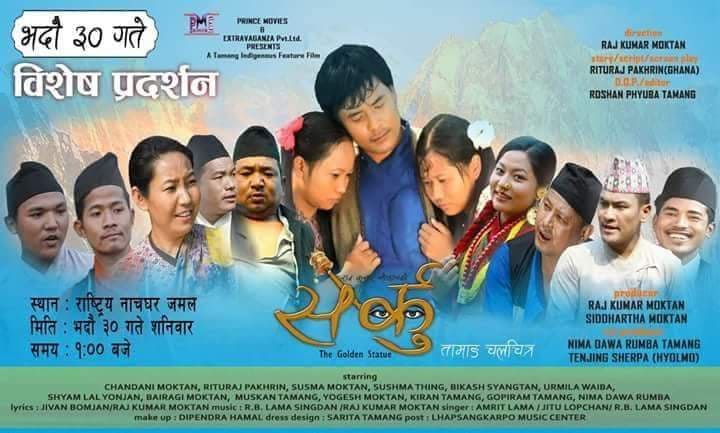 भदौ ३० गते
विशेष प्रदर्शन
PRINCE MOVIES
&
EXTRAVAGANZA Pvt.Ltd.
PRESENTS
A Tamang Indigenous Feature Film
direction
RAJ KUMAR MOKTAN
story/script/screen play
RITURAJ PAKHRIN(GHANA)
D.O.P./editor
ROSHAN PHYUBA TAMANG
सेर्कु
The Golden Statue
तामाङ चलचित्र
स्थान : राष्ट्रिय नाचघर जमल
मिति : भदौ ३० गते शनिवार
समय : १:०० बजे
producer
RAJ KUMAR MOKTAN
SIDDHARTHA MOKTAN
NIMA DAWA RUMBA TAMANG
TENJING SHERPA (HYOLMO)
starring
CHANDANI MOKTAN, RITURAJ PAKHRIN, SUSMA MOKTAN, SUSHMA THING, BIKASH SYANGTAN, URMILA WAIBA,
SHYAM LAL YONJAN, BAIRAGI MOKTAN, MUSKAN TAMANG, YOGESH MOKTAN, KIRAN TAMANG, GOPIRAM TAMANG, NIMA DAWA RUMBA
lyrics : JIVAN BOMJAN/RAJ KUMAR MOKTAN music : R.B. LAMA SINGDAN /RAJ KUMAR MOKTAN singer : AMRIT LAMA / JITU LOPCHAN/ R.B. LAMA SINGDAN
make up : DIPENDRA HAMAL dress design : SARITA TAMANG post : LHAPSANGKARPO MUSIC CENTER